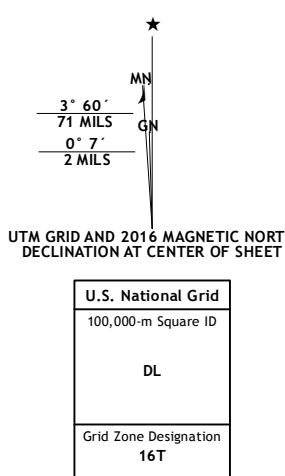 ★
MN
3° 60´
71 MILS
GN
0° 7´
2 MILS
UTM GRID AND 2016 MAGNETIC NORT
DECLINATION AT CENTER OF SHEET
U.S. National Grid
100,000-m Square ID
DL
Grid Zone Designation
16T